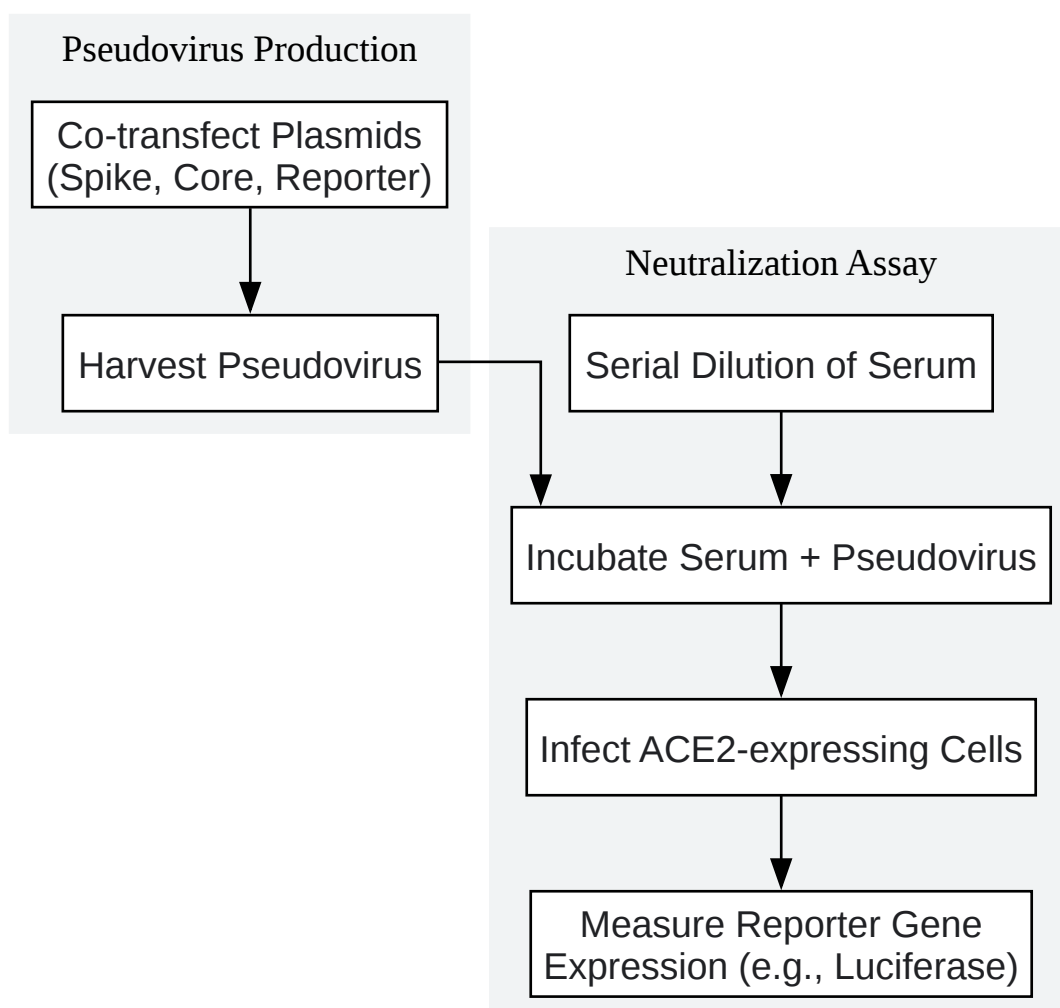 Pseudovirus Production
Co-transfect Plasmids
(Spike, Core, Reporter)
Harvest Pseudovirus
Neutralization Assay
Serial Dilution of Serum
Incubate Serum + Pseudovirus
Infect ACE2-expressing Cells
Measure Reporter Gene
Expression (e.g., Luciferase)